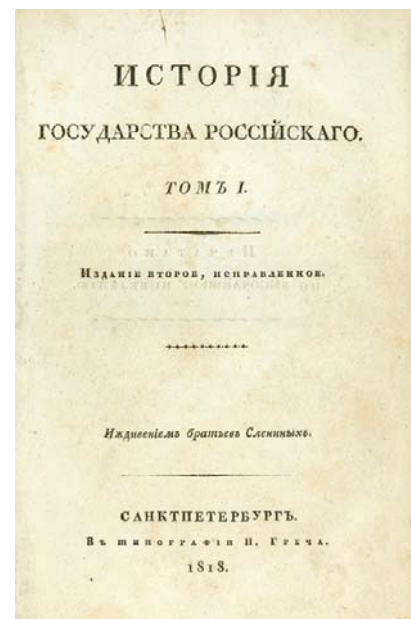 ИСТОРІЯ
ГОСУДАРСТВА РОССІЙСКАГО.
ТОМЪ I.
Изданіе второе, исправленное.
Иждивеніемъ братьевъ Слениныхъ.
САНКТПЕТЕРБУРГЪ.
Въ типографіи Н. Греча.
1818.